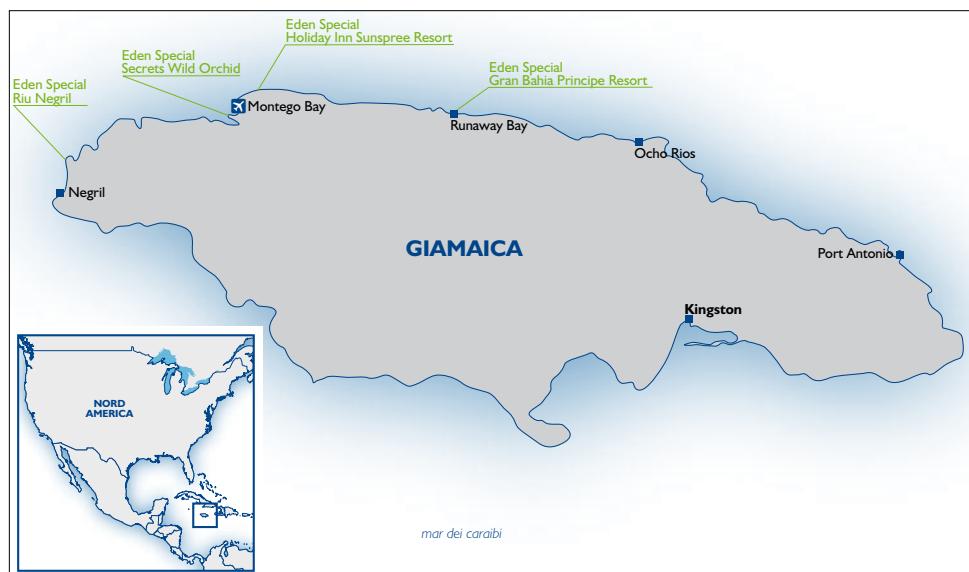 Eden Special
Holiday Inn Sunspree Resort
Eden Special
Secrets Wild Orchid
Eden Special
Gran Bahia Principe Resort
Eden Special
Riu Negril
Montego Bay
Runaway Bay
Ocho Rios
Negril
GIAMAICA
Port Antonio
Kingston
NORD
AMERICA
mar dei caraibi